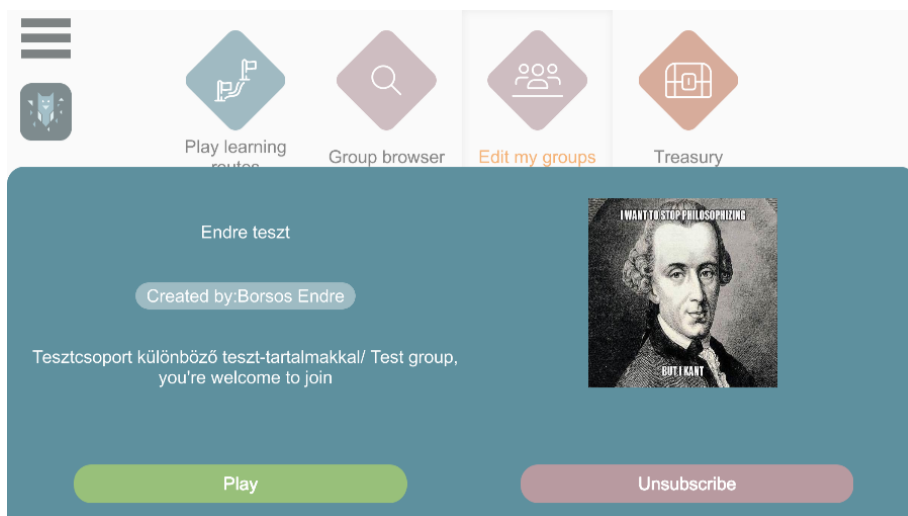 Play learning
routes
Group browser
Edit my groups
Treasury
Endre teszt
Created by:Borsos Endre
Tesztcsoport különböző teszt-tartalmakkal/ Test group,
you're welcome to join
I WANT TO STOP PHILOSOPHIZING
BUT I KANT
Play
Unsubscribe